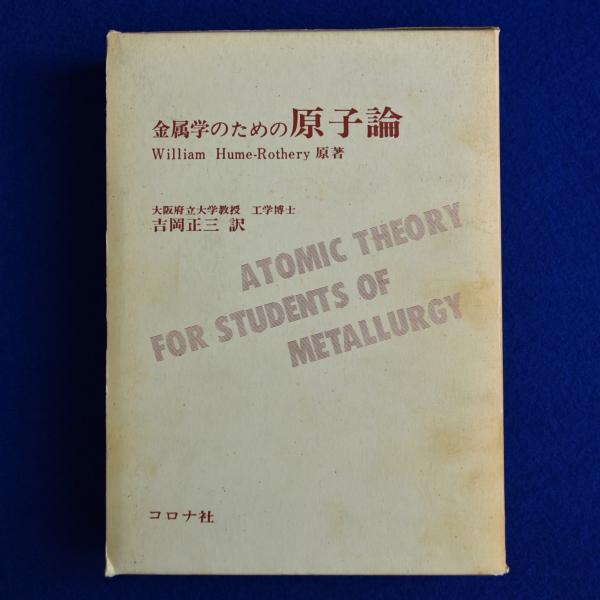 金属学のための原子論
William Hume-Rothery 原著
大阪府立大学教授 工学博士
吉岡正三 訳
ATOMIC THEORY
FOR STUDENTS OF
METALLURGY
コロナ社